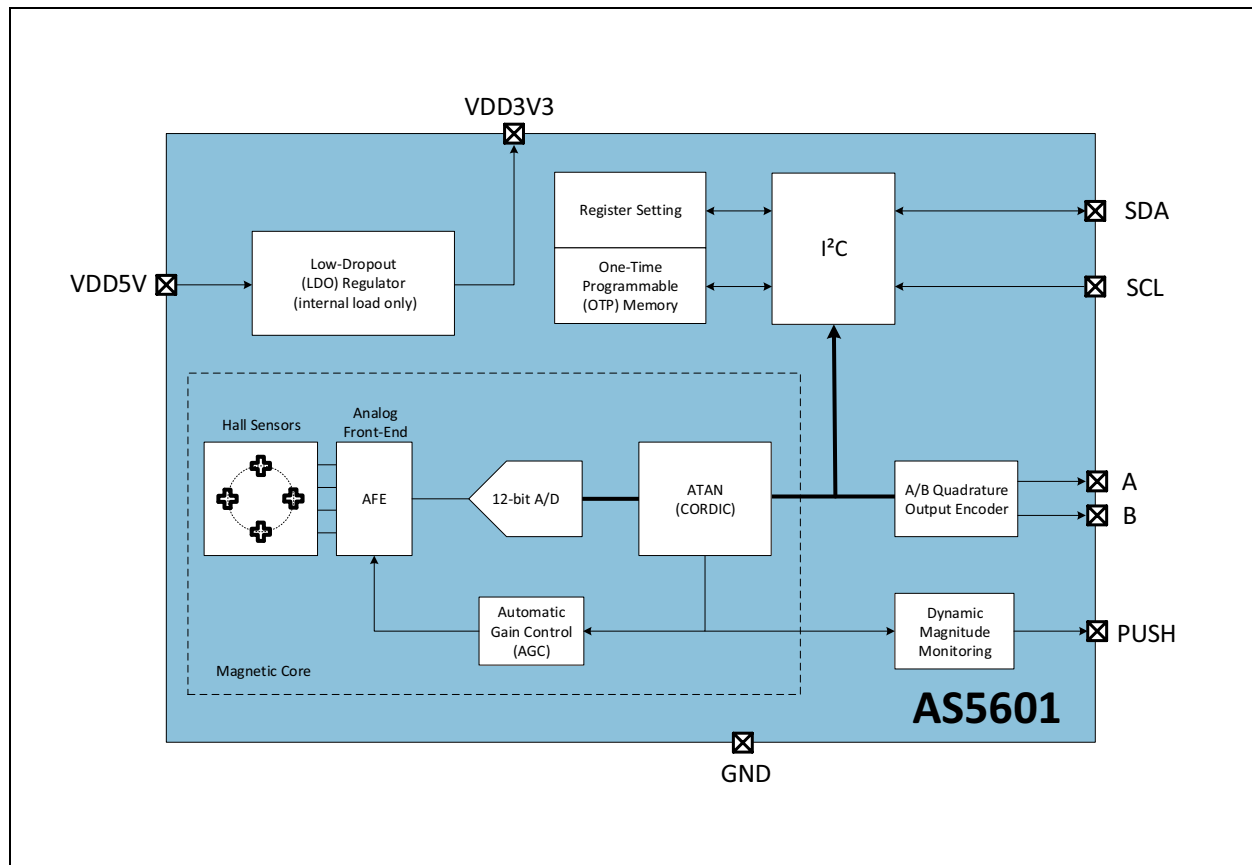 VDD3V3
Register Setting
I²C
SDA
Low-Dropout
(LDO) Regulator
(internal load only)
VDD5V
One-Time
Programmable
(OTP) Memory
SCL
Hall Sensors
Analog
Front-End
AFE
12-bit A/D
ATAN
(CORDIC)
A/B Quadrature
Output Encoder
A
B
Automatic
Gain Control
(AGC)
Dynamic
Magnitude
Monitoring
PUSH
Magnetic Core
AS5601
GND